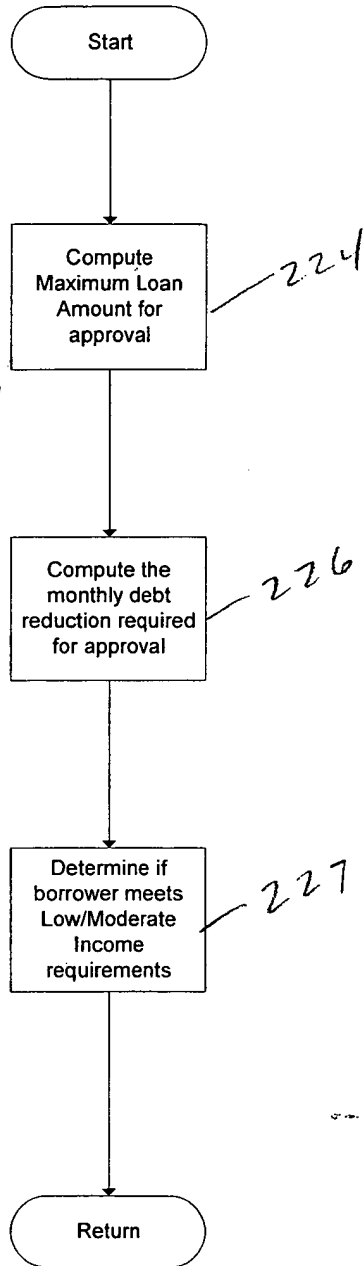 Start
Compute
Maximum Loan
Amount for
approval
224
Compute the
monthly debt
reduction required
for approval
226
Determine if
borrower meets
Low/Moderate
Income
requirements
227
Return